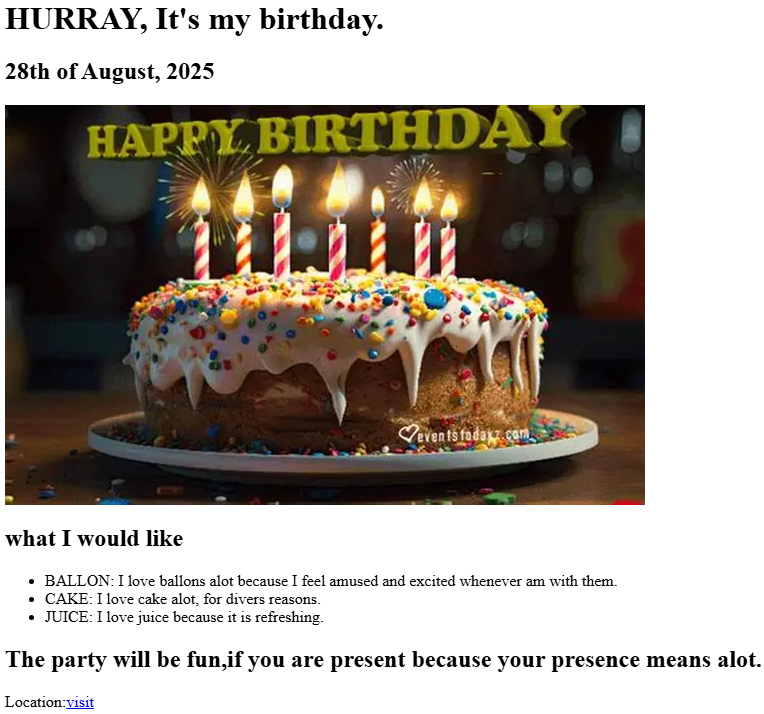 HURRAY, It's my birthday.
28th of August, 2025
HAPPY BIRTHDAY
eventstodayz.com
what I would like
BALLON: I love ballons alot because I feel amused and excited whenever am with them.
CAKE: I love cake alot, for divers reasons.
JUICE: I love juice because it is refreshing.
The party will be fun,if you are present because your presence means alot.
Location:visit